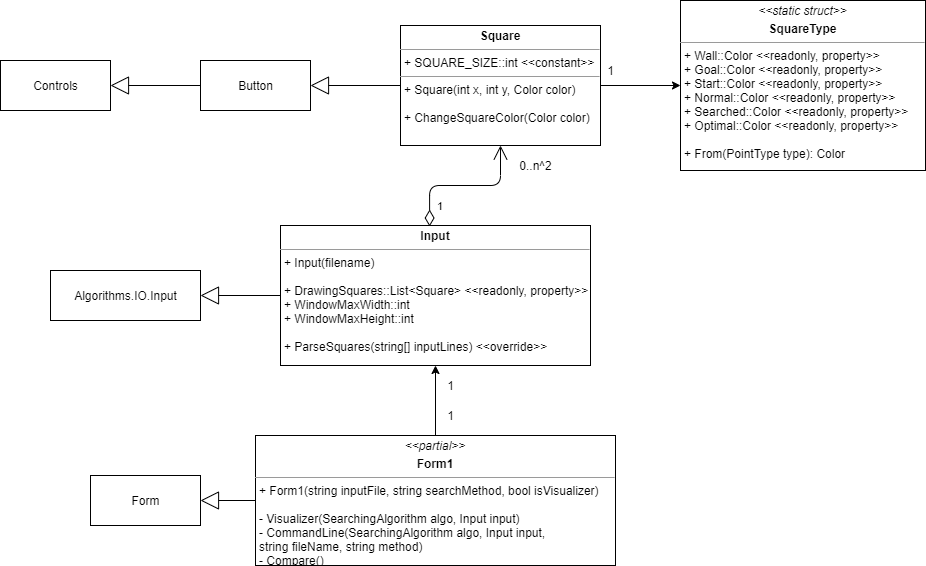 <<static struct>>
SquareType
+ Wall::Color <<readonly, property>>
+ Goal::Color <<readonly, property>>
+ Start::Color <<readonly, property>>
+ Normal::Color <<readonly, property>>
+ Searched::Color <<readonly, property>>
+ Optimal::Color <<readonly, property>>
+ From(PointType type): Color
Square
+ SQUARE_SIZE::int <<constant>>
+ Square(int x, int y, Color color)
+ ChangeSquareColor(Color color)
1
Controls
Button
0..n^2
1
Input
+ Input(filename)
+ DrawingSquares::List<Square> <<readonly, property>>
+ WindowMaxWidth::int
+ WindowMaxHeight::int
+ ParseSquares(string[] inputLines) <<override>>
Algorithms.IO.Input
1
1
<<partial>>
Form1
+ Form1(string inputFile, string searchMethod, bool isVisualizer)
- Visualizer(SearchingAlgorithm algo, Input input)
- CommandLine(SearchingAlgorithm algo, Input input,
string fileName, string method)
- Compare()
Form